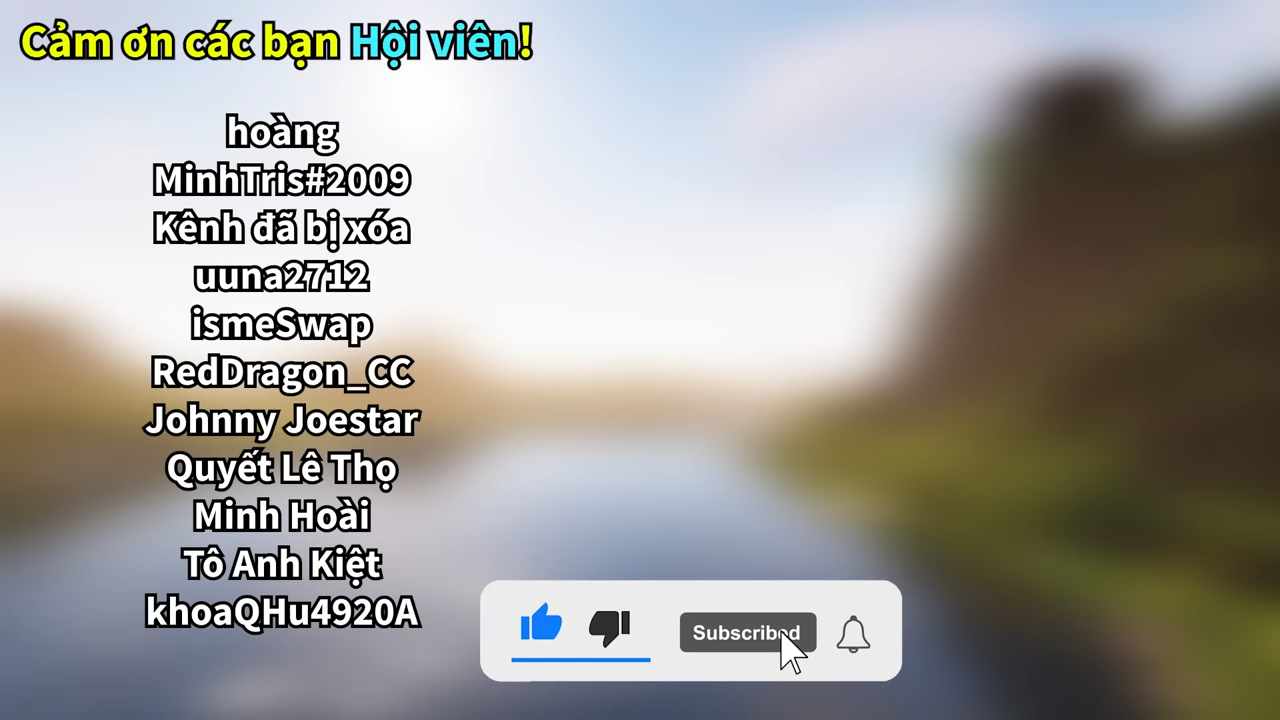 Cảm ơn các bạn Hội viên!
hoàng
MinhTris#2009
Kênh đã bị xóa
uuna2712
ismeSwap
RedDragon_CC
Johnny Joestar
Quyết Lê Thọ
Minh Hoài
Tô Anh Kiệt
khoaQHu4920A
Subscribed